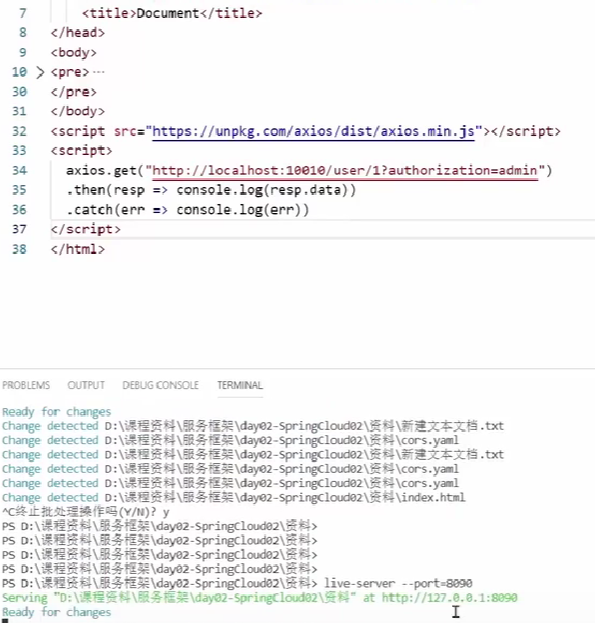 7 <title>Document</title>
8 </head>
9 <body>
10 > <pre>···
30 </pre>
31 </body>
32 <script src="https://unpkg.com/axios/dist/axios.min.js"></script>
33 <script>
34 axios.get("http://localhost:10010/user/1?authorization=admin")
35 .then(resp => console.log(resp.data))
36 .catch(err => console.log(err))
37 </script>
38 </html>
PROBLEMS OUTPUT DEBUG CONSOLE TERMINAL
Ready for changes
Change detected D:\课程资料\服务框架\day02-SpringCloud02\资料\新建文本文档.txt
Change detected D:\课程资料\服务框架\day02-SpringCloud02\资料\cors.yaml
Change detected D:\课程资料\服务框架\day02-SpringCloud02\资料\新建文本文档.txt
Change detected D:\课程资料\服务框架\day02-SpringCloud02\资料\cors.yaml
Change detected D:\课程资料\服务框架\day02-SpringCloud02\资料\cors.yaml
Change detected D:\课程资料\服务框架\day02-SpringCloud02\资料\index.html
^C终止批处理操作吗(Y/N)? y
PS D:\课程资料\服务框架\day02-SpringCloud02\资料>
PS D:\课程资料\服务框架\day02-SpringCloud02\资料>
PS D:\课程资料\服务框架\day02-SpringCloud02\资料>
PS D:\课程资料\服务框架\day02-SpringCloud02\资料>
PS D:\课程资料\服务框架\day02-SpringCloud02\资料> live-server --port=8090
Serving "D:\课程资料\服务框架\day02-SpringCloud02\资料" at http://127.0.0.1:8090
Ready for changes